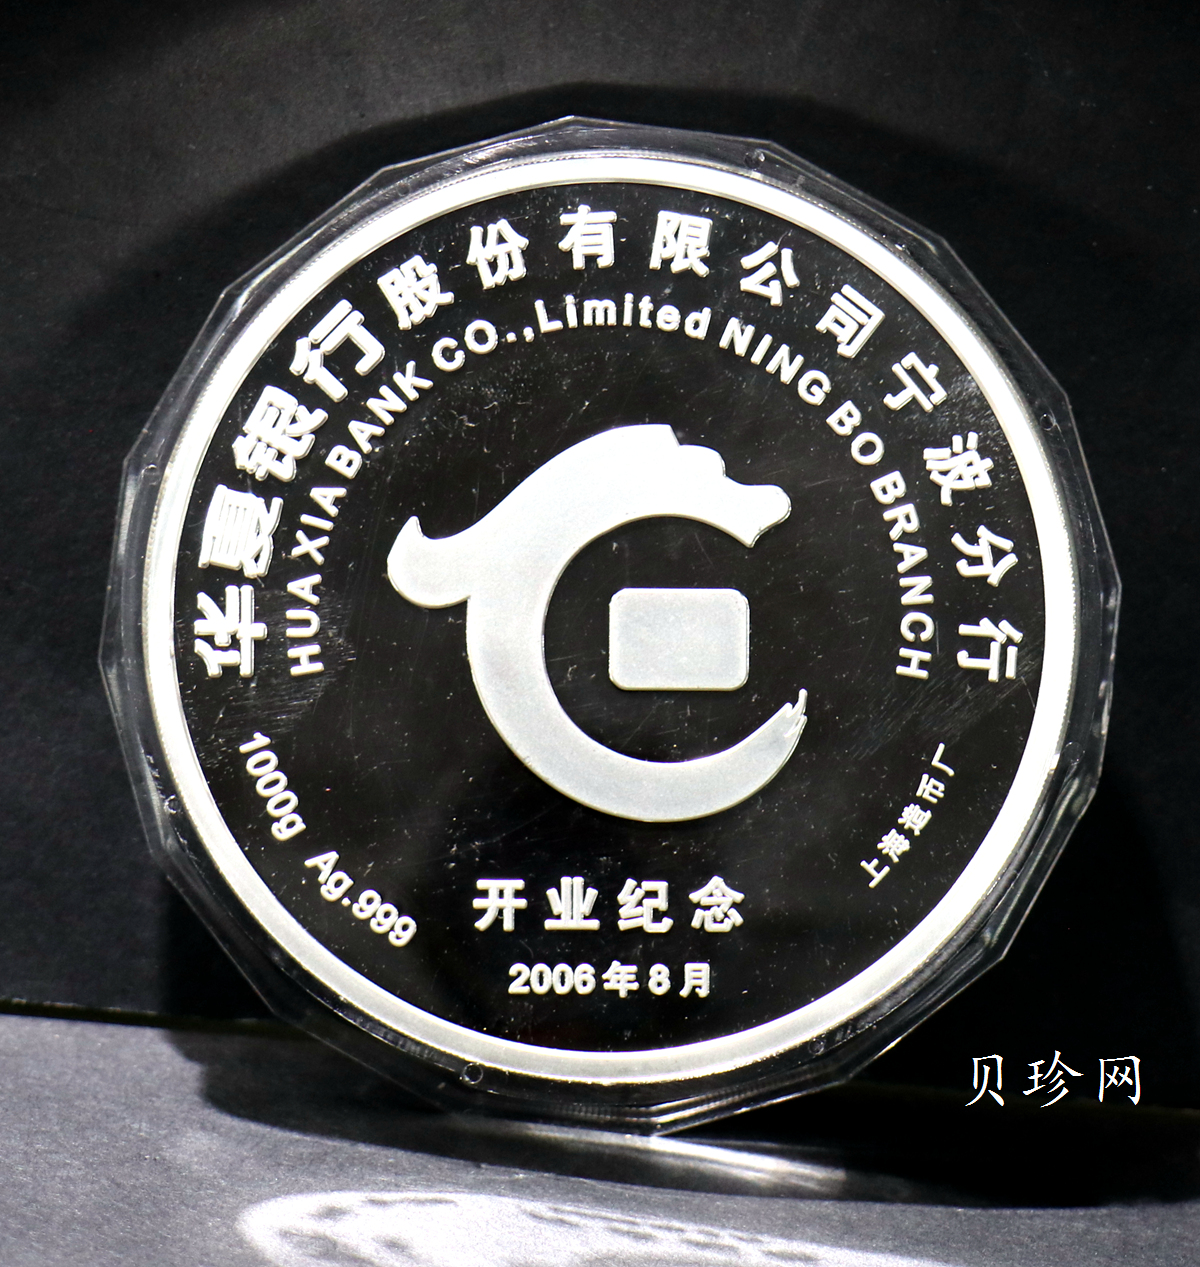 华夏银行股份有限公司宁波分行
HUA XIA BANK CO.,Limited NING BO BRANCH
1000g Ag.999
上海造币厂
开业纪念
2006年8月
贝珍网